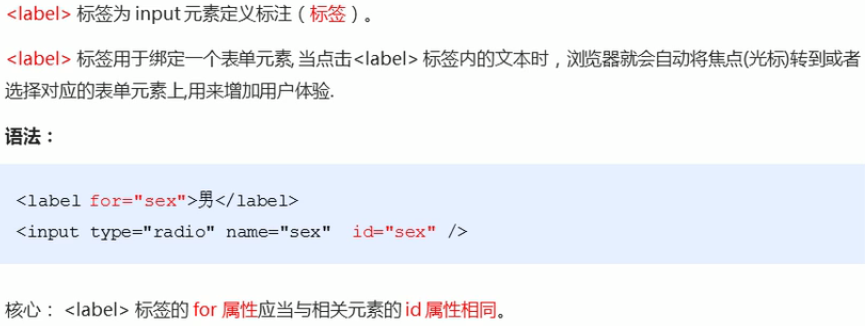 <label> 标签为 input 元素定义标注（标签）。
<label> 标签用于绑定一个表单元素, 当点击<label> 标签内的文本时，浏览器就会自动将焦点(光标)转到或者
选择对应的表单元素上,用来增加用户体验.
语法：
<label for="sex">男</label>
<input type="radio" name="sex"  id="sex" />
核心： <label> 标签的 for 属性应当与相关元素的 id 属性相同。